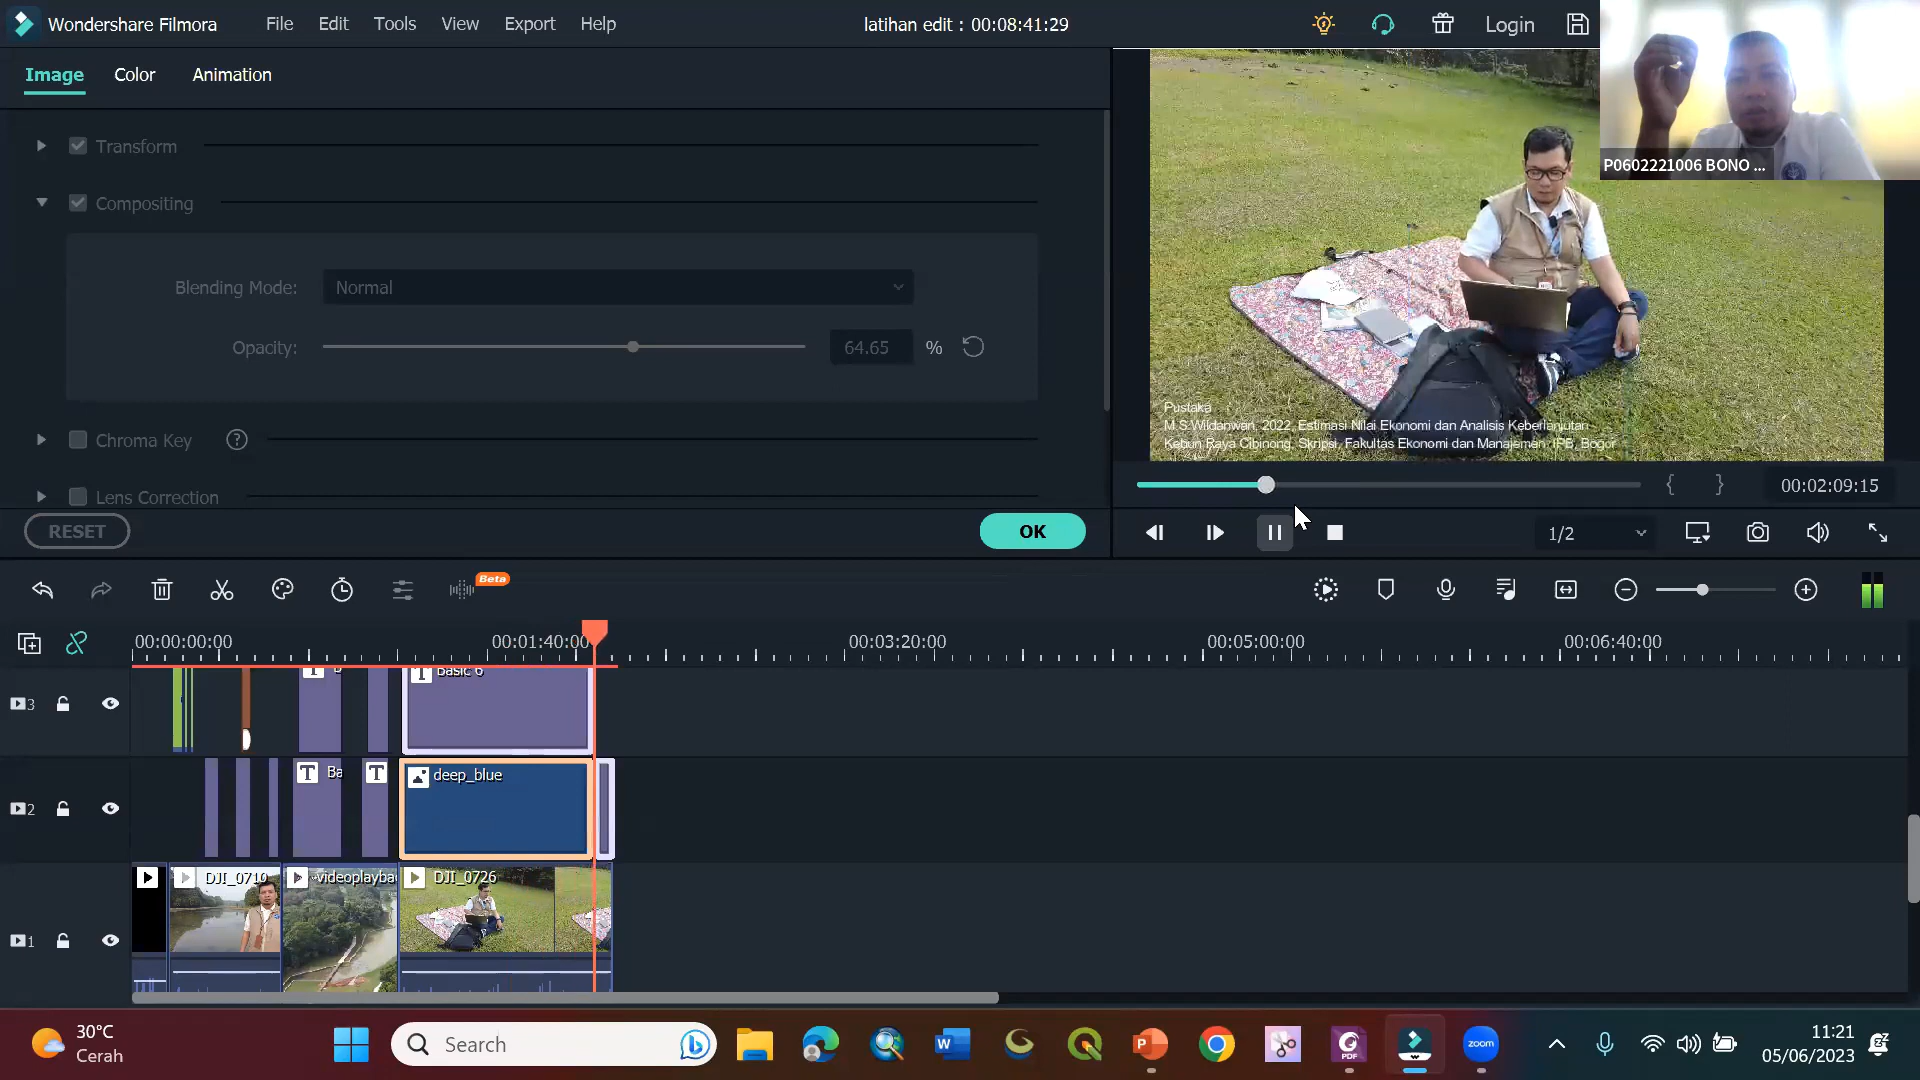 Wondershare Filmora File Edit Tools View Export Help latihan edit : 00:08:41:29 Login
Image Color Animation
P0602221006 BONO ...
Transform
Compositing
Blending Mode: Normal
Opacity: 64.65 %
Chroma Key ?
Lens Correction
RESET OK
Pustaka
M.S.Wildanwan, 2022, Estimasi Nilai Ekonomi dan Analisis Keberlanjutan
Kebun Raya Cibinong, Skripsi, Fakultas Ekonomi dan Manajemen, IPB, Bogor
{ } 00:02:09:15
1/2
Beta
00:00:00:00 00:01:40:00 00:03:20:00 00:05:00:00 00:06:40:00
3 T T Basic 6
2 T Ba T deep_blue
1 DJI_0710 videoplayba DJI_0726
30°C
Cerah
Search
W P PDF zoom
11:21
05/06/2023